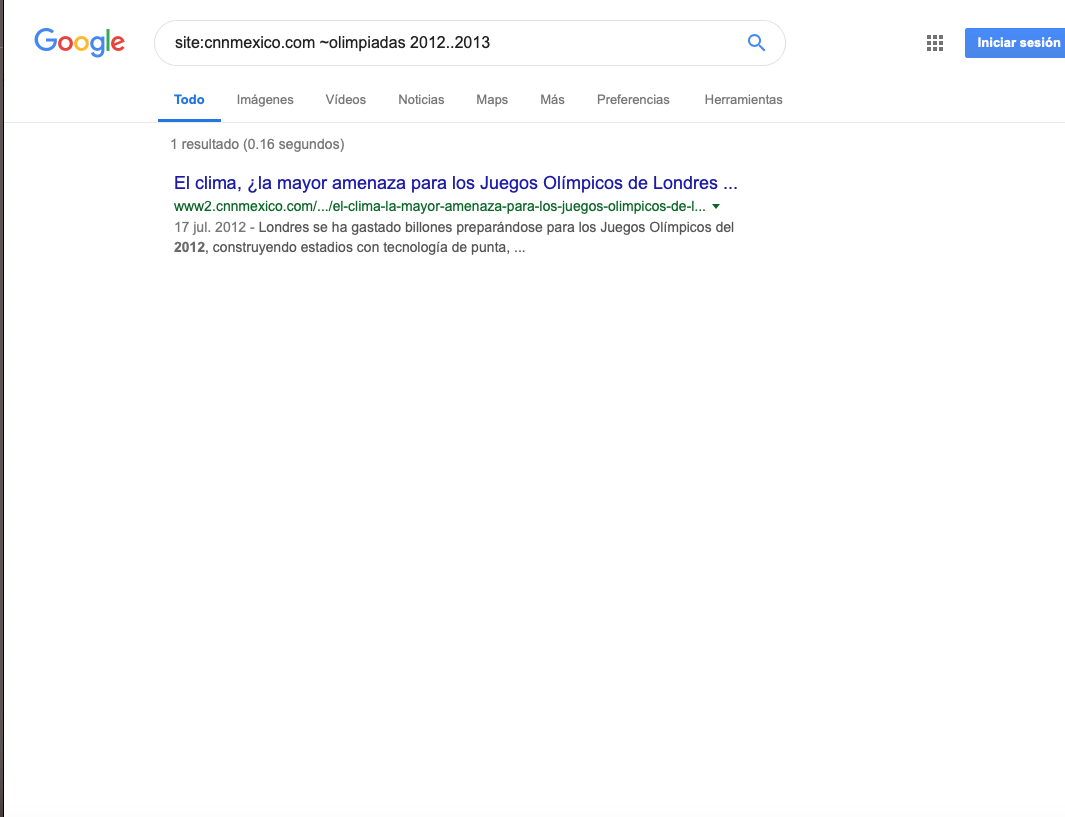 Google
site:cnnmexico.com ~olimpiadas 2012..2013
Iniciar sesión
Todo Imágenes Vídeos Noticias Maps Más Preferencias Herramientas
1 resultado (0.16 segundos)
El clima, ¿la mayor amenaza para los Juegos Olímpicos de Londres ...
www2.cnnmexico.com/.../el-clima-la-mayor-amenaza-para-los-juegos-olimpicos-de-l...
17 jul. 2012 - Londres se ha gastado billones preparándose para los Juegos Olímpicos del
2012, construyendo estadios con tecnología de punta, ...